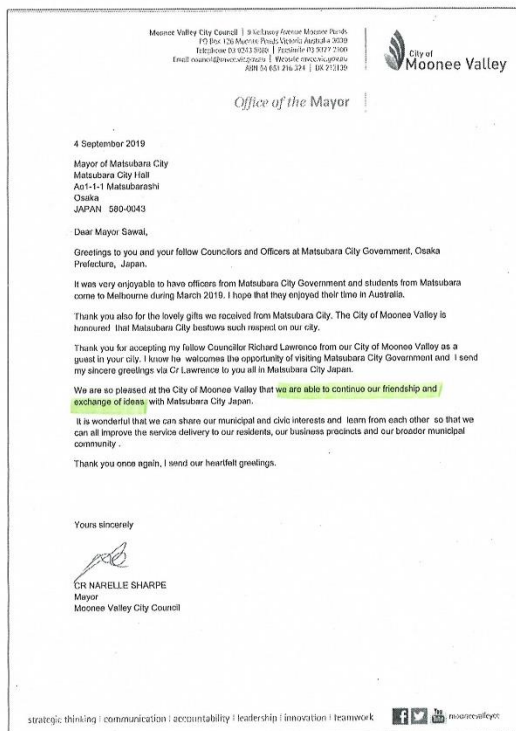 Moonee Valley City Council | 9 Kellaway Avenue Moonee Ponds
PO Box 126 Moonee Ponds Victoria Australia 3039
Telephone 03 9243 8888 | Facsimile 03 9377 2100
Email council@mvcc.vic.gov.au | Website mvcc.vic.gov.au
ABN 54 651 216 324 |
City of
Moonee Valley
Office of the Mayor
4 September 2019
Mayor of Matsubara City
Matsubara City Hall
Ao1-1-1 Matsubarashi
Osaka
JAPAN 580-0043
Dear Mayor Sawai,
Greetings to you and your fellow Councilors and Officers at Matsubara City Government, Osaka
Prefecture, Japan.
It was very enjoyable to have officers from Matsubara City Government and students from Matsubara
come to Melbourne during March 2019. I hope that they enjoyed their time in Australia.
Thank you also for the lovely gifts we received from Matsubara City. The City of Moonee Valley is
honoured that Matsubara City bestows such respect on our city.
Thank you for accepting my fellow Councillor Richard Lawrence from our City of Moonee Valley as a
guest in your city. I know he welcomes the opportunity of visiting Matsubara City Government and I send
my sincere greetings via Cr Lawrence to you all in Matsubara City Japan.
We are so pleased at the City of Moonee Valley that we are able to continue our friendship and
exchange of ideas with Matsubara City Japan.
It is wonderful that we can share our municipal and civic interests and learn from each other so that we
can all improve the service delivery to our residents, our business precincts and our broader municipal
community .
Thank you once again, I send our heartfelt greetings.
Yours sincerely
CR NARELLE SHARPE
Mayor
Moonee Valley City Council
strategic thinking | communication | accountability | leadership | innovation | teamwork
mooneevalleycc